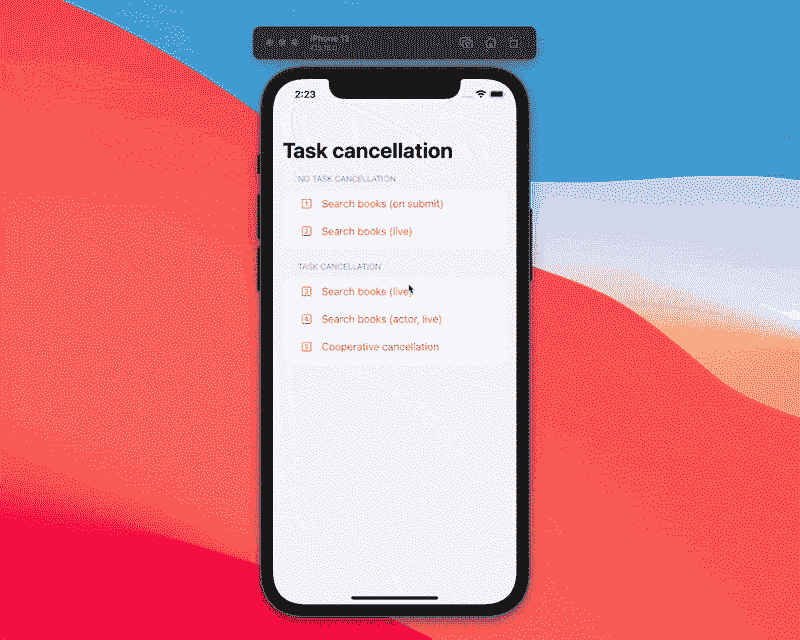 iPhone 12
iOS 15.0
2:23
Task cancellation
NO TASK CANCELLATION
1 Search books (on submit)
2 Search books (live)
TASK CANCELLATION
3 Search books (live)
4 Search books (actor, live)
5 Cooperative cancellation